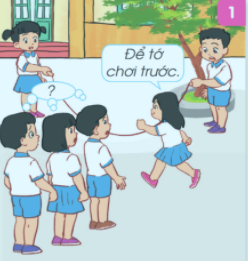 1
Để tớ
chơi trước.
?